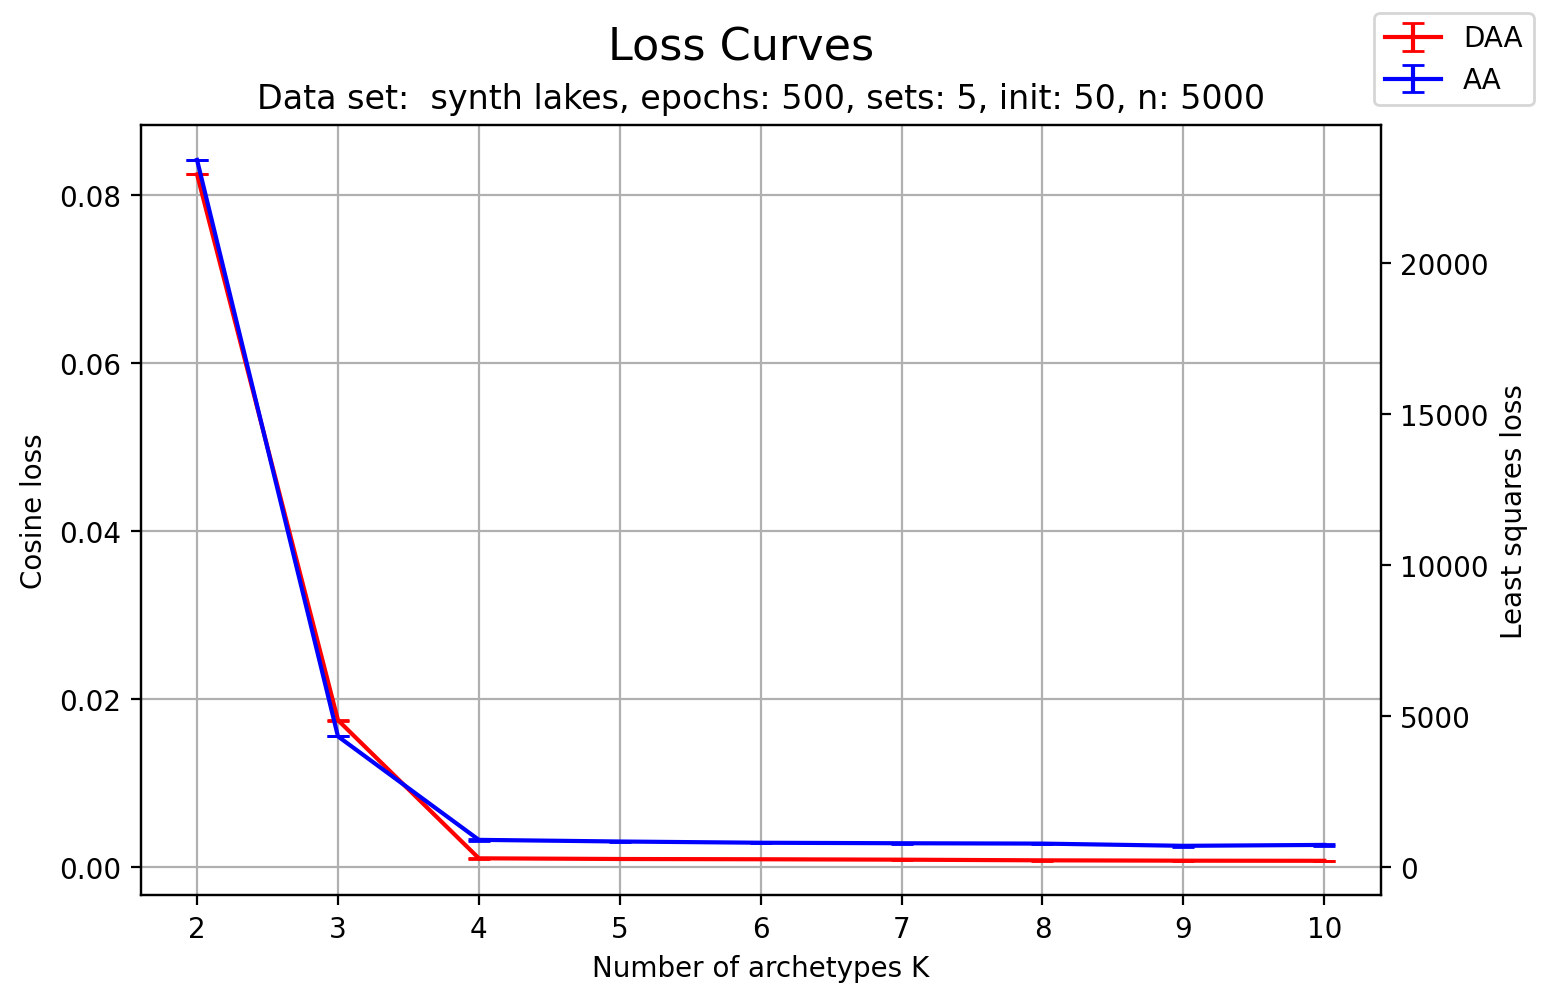 Loss Curves
DAA
AA
Data set:  synth lakes, epochs: 500, sets: 5, init: 50, n: 5000
Cosine loss
0.08
0.06
0.04
0.02
0.00
20000
15000
10000
5000
0
Least squares loss
2 3 4 5 6 7 8 9 10
Number of archetypes K